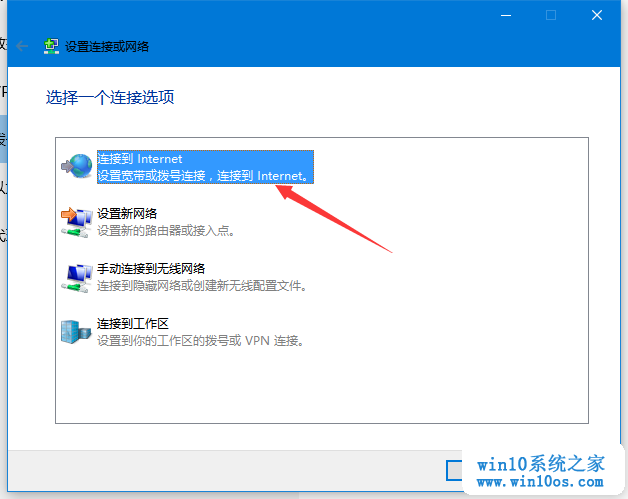 设置连接或网络
选择一个连接选项
连接到 Internet
设置宽带或拨号连接，连接到 Internet。
设置新网络
设置新的路由器或接入点。
手动连接到无线网络
连接到隐藏网络或创建新无线配置文件。
连接到工作区
设置到你的工作区的拨号或 VPN 连接。
win10系统之家
www.win10os.com